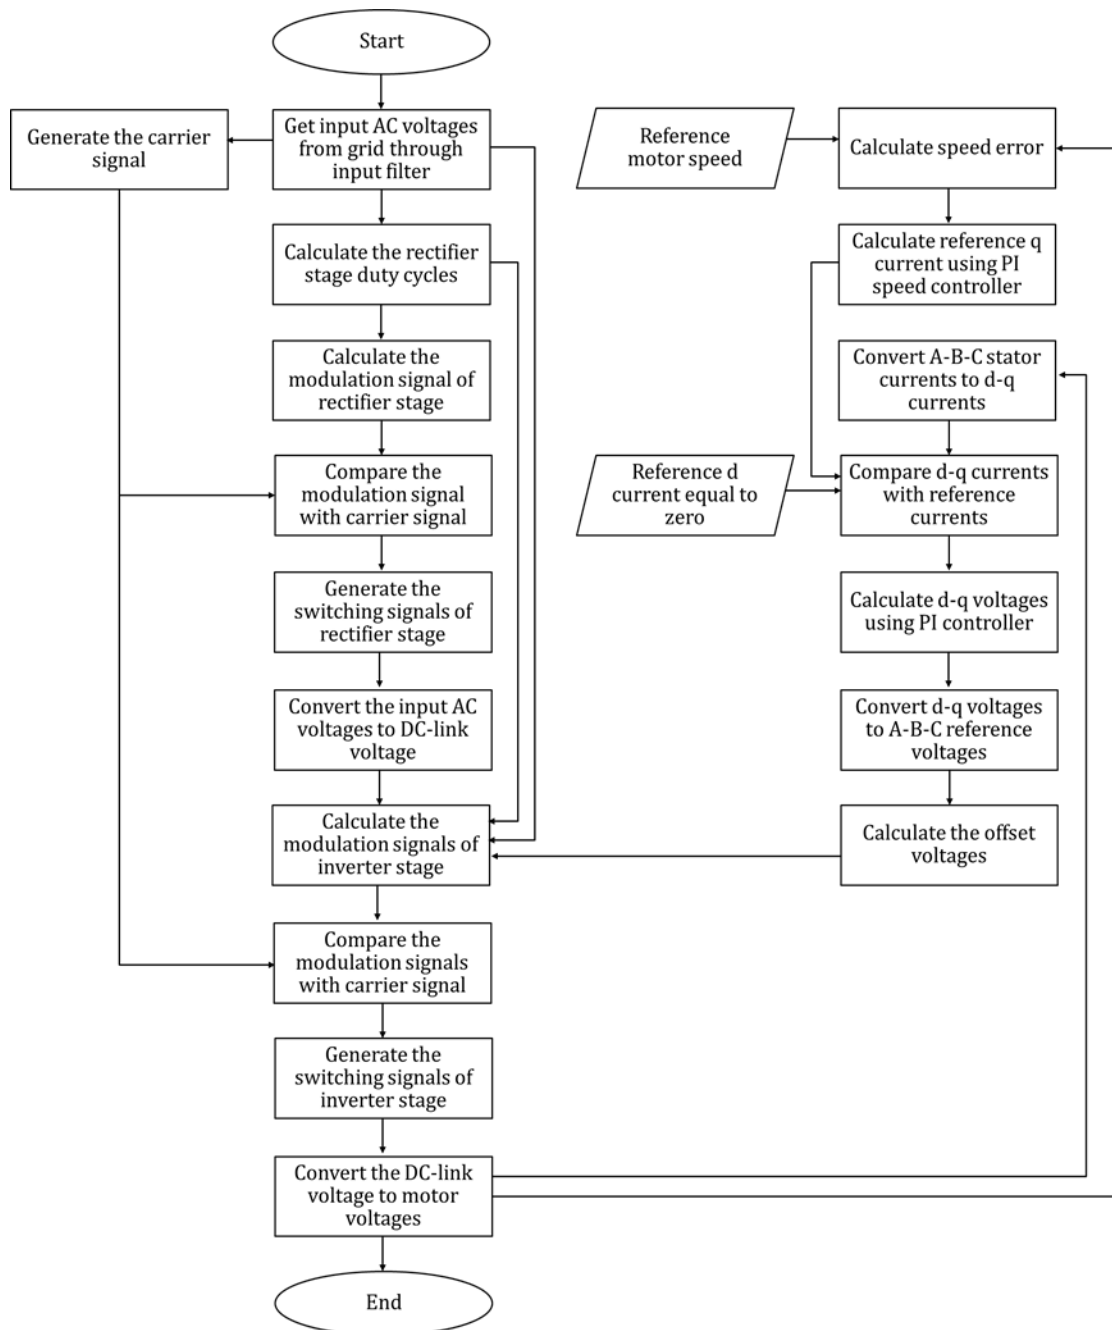 Start
Generate the carrier
signal
Get input AC voltages
from grid through
input filter
Reference
motor speed
Calculate speed error
Calculate the rectifier
stage duty cycles
Calculate reference q
current using PI
speed controller
Calculate the
modulation signal of
rectifier stage
Convert A-B-C stator
currents to d-q
currents
Compare the
modulation signal
with carrier signal
Reference d
current equal to
zero
Compare d-q currents
with reference
currents
Generate the
switching signals of
rectifier stage
Calculate d-q voltages
using PI controller
Convert the input AC
voltages to DC-link
voltage
Convert d-q voltages
to A-B-C reference
voltages
Calculate the
modulation signals of
inverter stage
Calculate the offset
voltages
Compare the
modulation signals
with carrier signal
Generate the
switching signals of
inverter stage
Convert the DC-link
voltage to motor
voltages
End